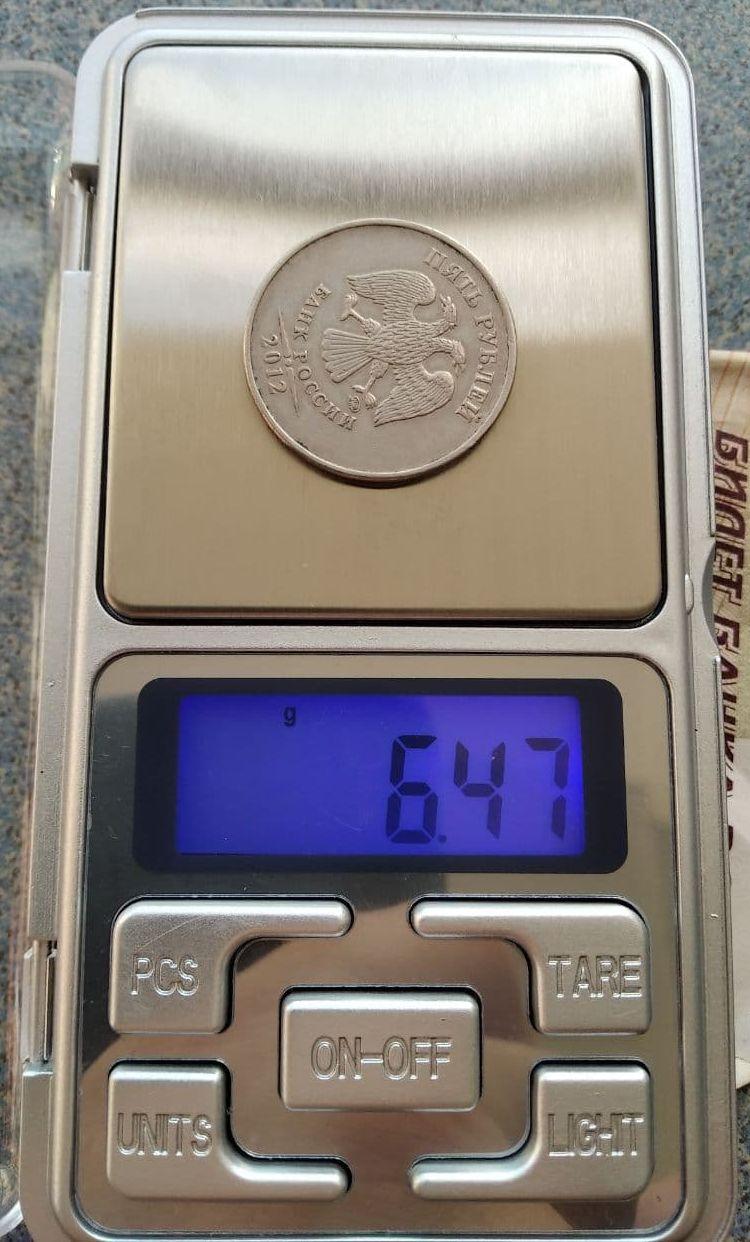 ПЯТЬ РУБЛЕЙ
БАНК РОССИИ
2012
g
6.47
PCS
TARE
ON-OFF
UNITS
LIGHT
БИЛЕТ БАНКА